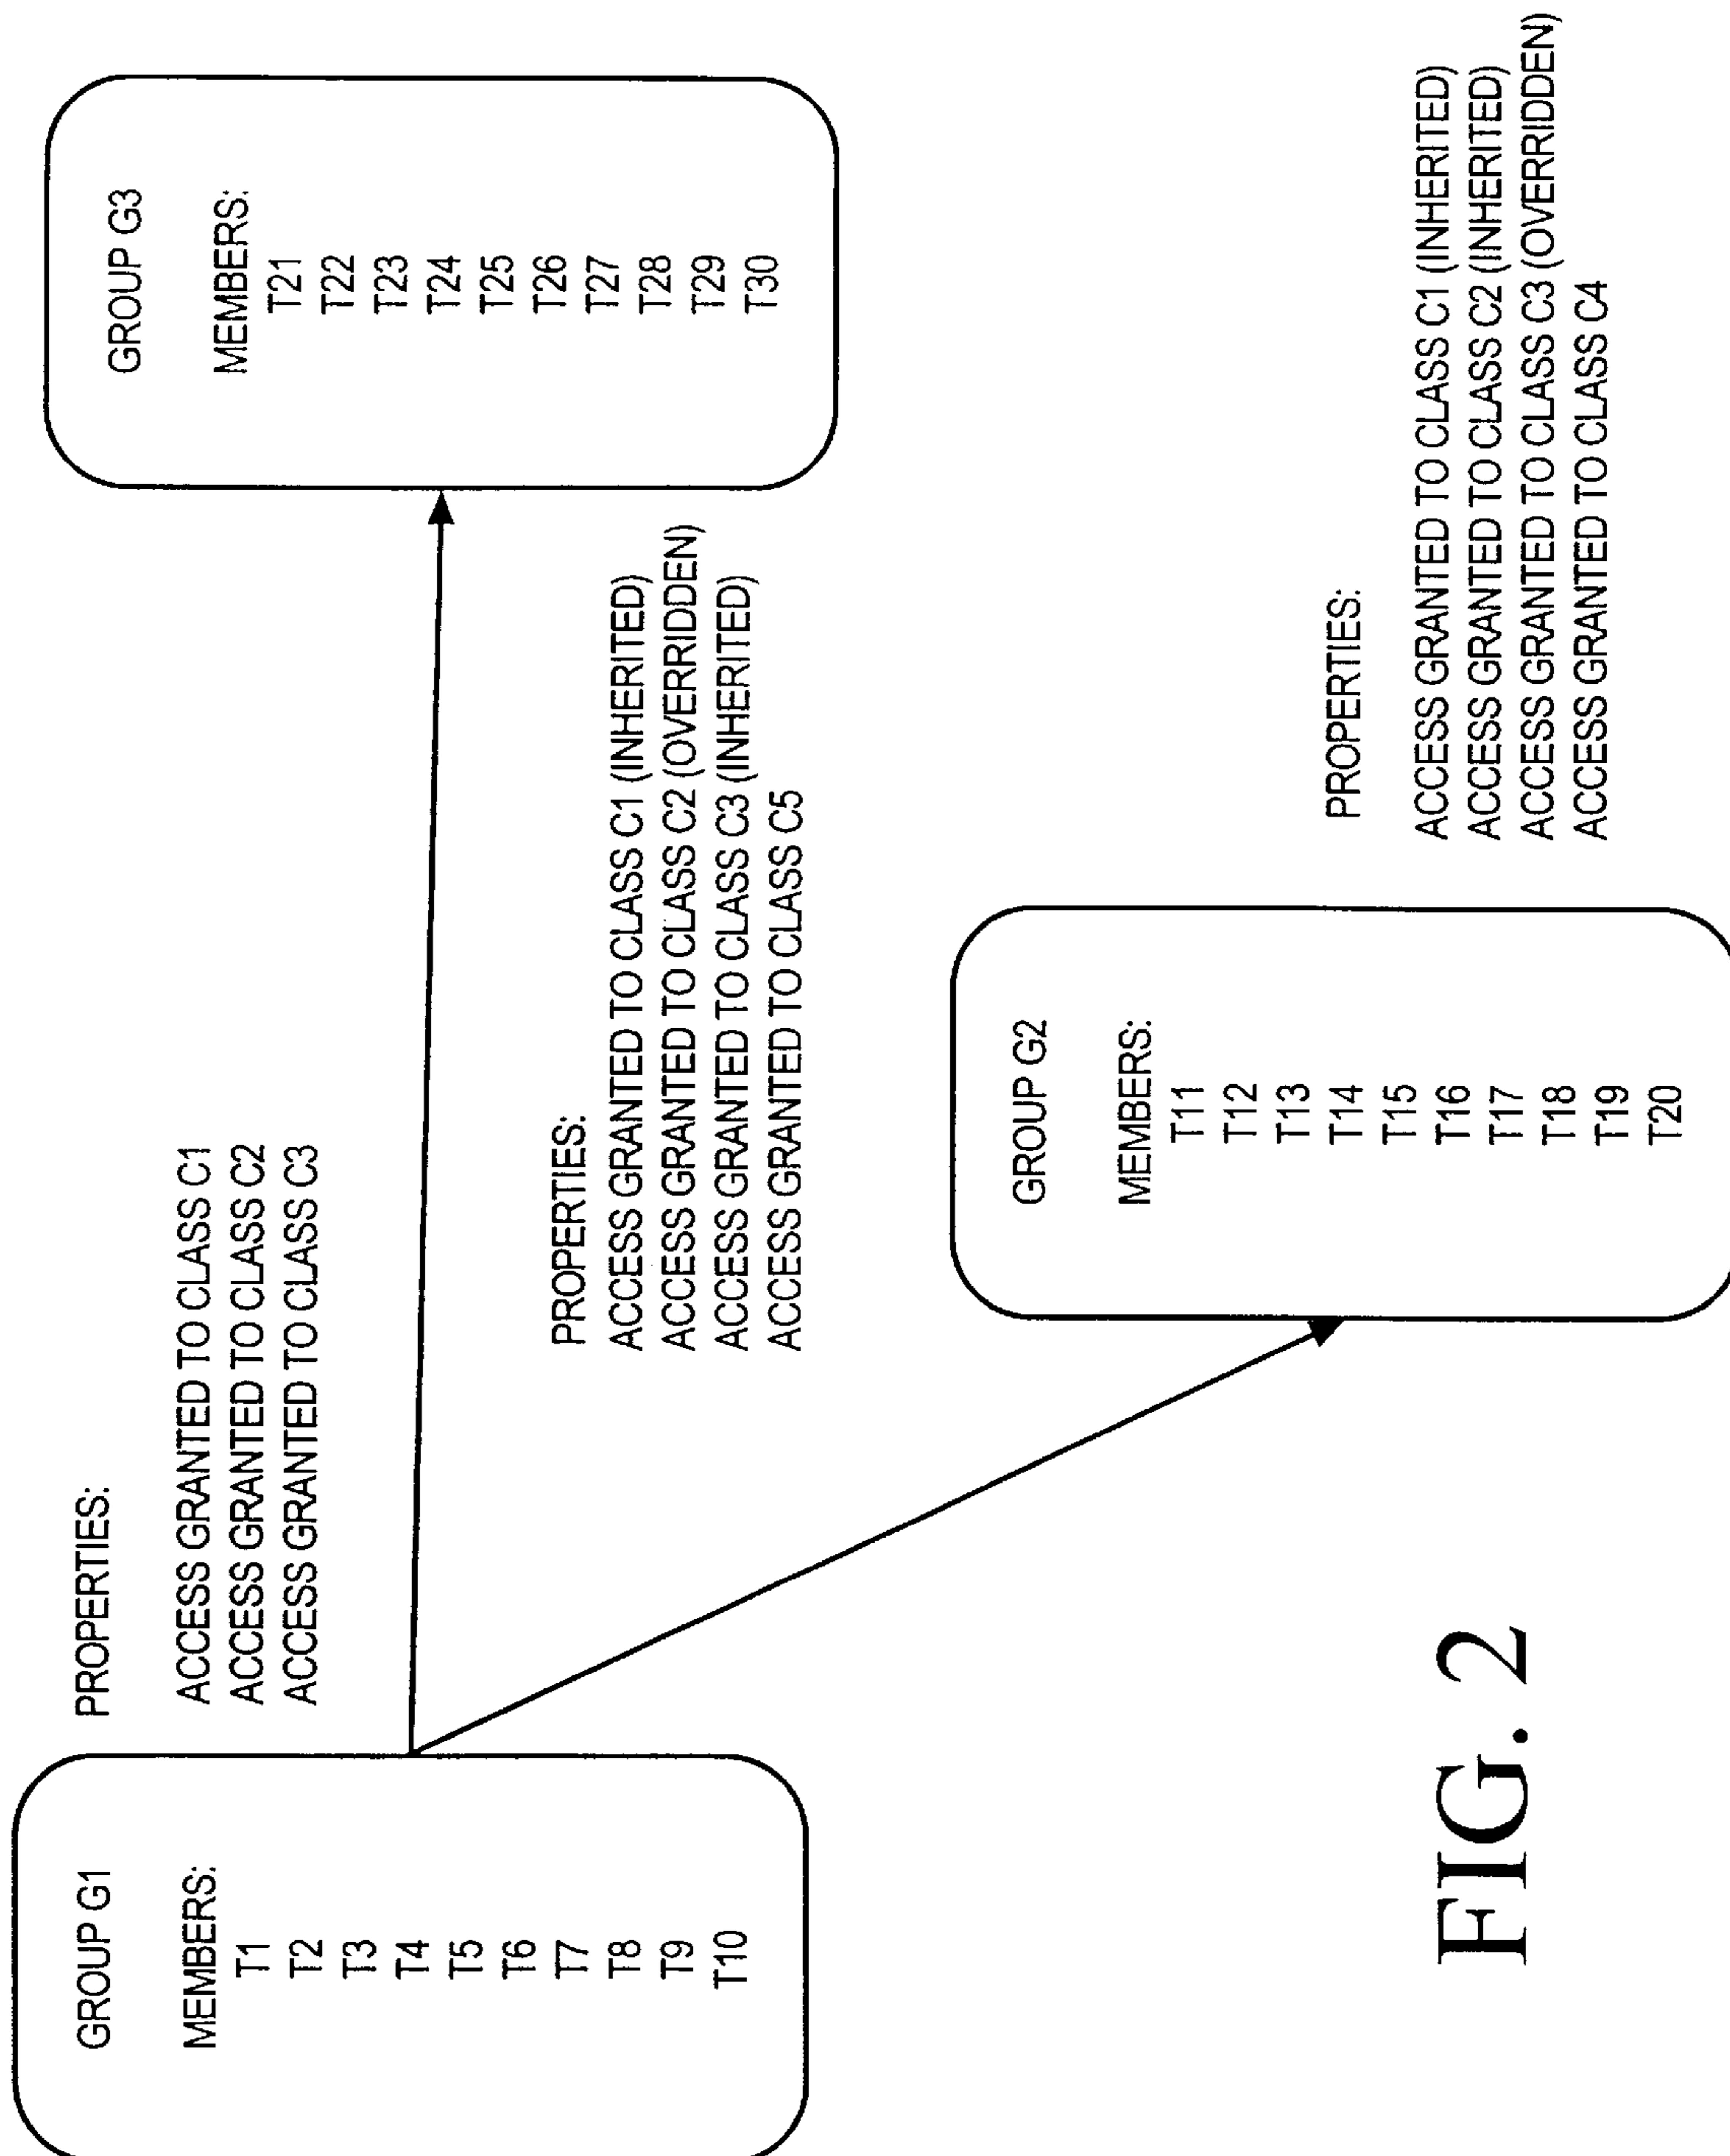 GROUP G1
MEMBERS:
T1
T2
T3
T4
T5
T6
T7
T8
T9
T10
PROPERTIES:
ACCESS GRANTED TO CLASS C1
ACCESS GRANTED TO CLASS C2
ACCESS GRANTED TO CLASS C3
GROUP G3
MEMBERS:
T21
T22
T23
T24
T25
T26
T27
T28
T29
T30
PROPERTIES:
ACCESS GRANTED TO CLASS C1 (INHERITED)
ACCESS GRANTED TO CLASS C2 (OVERRIDDEN)
ACCESS GRANTED TO CLASS C3 (INHERITED)
ACCESS GRANTED TO CLASS C5
GROUP G2
MEMBERS:
T11
T12
T13
T14
T15
T16
T17
T18
T19
T20
PROPERTIES:
ACCESS GRANTED TO CLASS C1 (INHERITED)
ACCESS GRANTED TO CLASS C2 (INHERITED)
ACCESS GRANTED TO CLASS C3 (OVERRIDDEN)
ACCESS GRANTED TO CLASS C4
FIG. 2